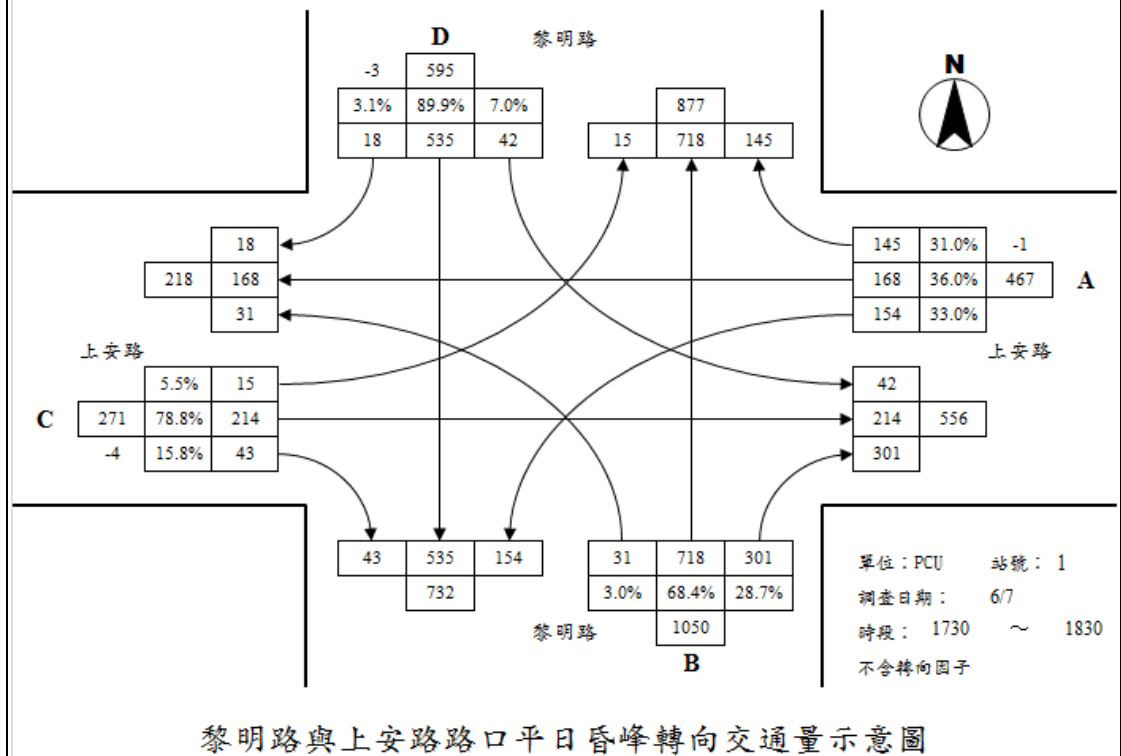 D 黎明路
N
-3 595
3.1% 89.9% 7.0%
18 535 42
877
15 718 145
18
218 168
31
145 31.0% -1
168 36.0% 467 A
154 33.0%
上安路
上安路
5.5% 15
C 271 78.8% 214
-4 15.8% 43
42
214 556
301
43 535 154
732
31 718 301
3.0% 68.4% 28.7%
1050
黎明路
B
單位：PCU 站號： 1
調查日期： 6/7
時段： 1730 ～ 1830
不含轉向因子
黎明路與上安路路口平日昏峰轉向交通量示意圖